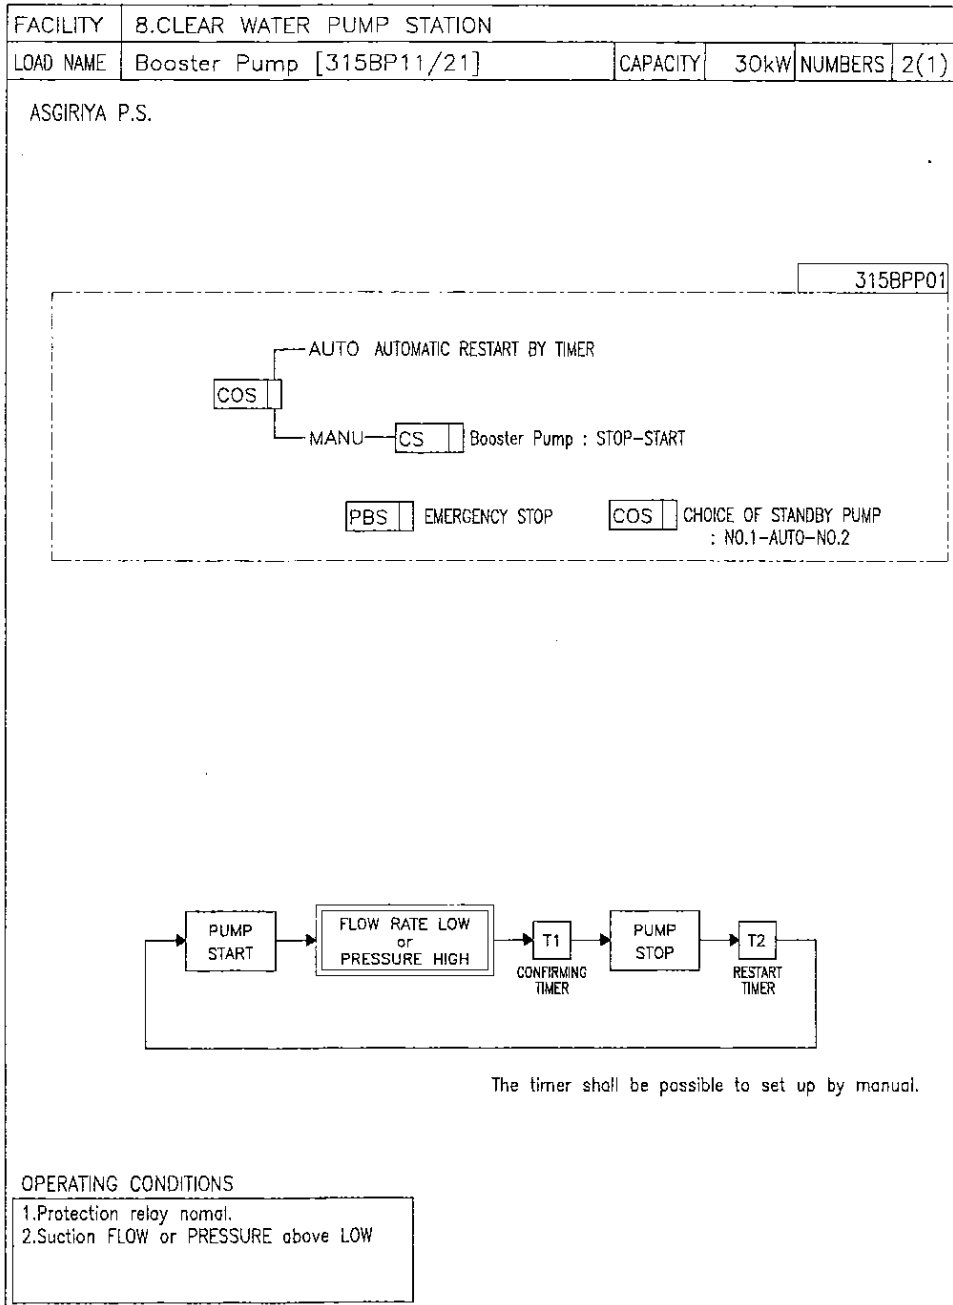 FACILITY 8.CLEAR WATER PUMP STATION
LOAD NAME Booster Pump [315BP11/21] CAPACITY 30kW NUMBERS 2(1)
ASGIRIYA P.S.
315BPP01
AUTO AUTOMATIC RESTART BY TIMER
COS
MANU CS Booster Pump : STOP-START
PBS EMERGENCY STOP COS CHOICE OF STANDBY PUMP
: NO.1-AUTO-NO.2
PUMP
START
FLOW RATE LOW
or
PRESSURE HIGH
T1
CONFIRMING
TIMER
PUMP
STOP
T2
RESTART
TIMER
The timer shall be possible to set up by manual.
OPERATING CONDITIONS
1.Protection relay nomal.
2.Suction FLOW or PRESSURE above LOW